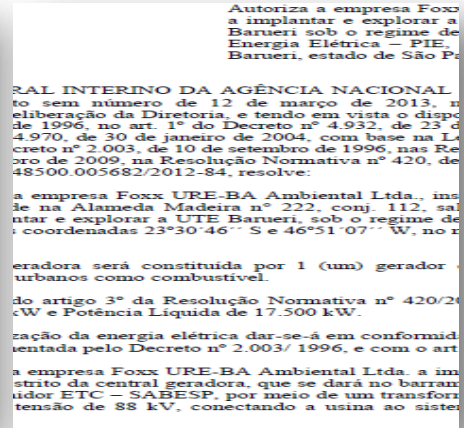 Autoriza a empresa Foxx
a implantar e explorar a
Barueri sob o regime de
Energia Elétrica – PIE,
Barueri, estado de São Pa
RAL INTERINO DA AGÊNCIA NACIONAL
to sem número de 12 de março de 2013, n
eliberação da Diretoria, e tendo em vista o dispo
de 1996, no art. 1º do Decreto nº 4.932, de 23 d
4.970, de 30 de janeiro de 2004, com base na L
creto nº 2.003, de 10 de setembro de 1996, nas Re
bro de 2009, na Resolução Normativa nº 420, de
48500.005682/2012-84, resolve:
a empresa Foxx URE-BA Ambiental Ltda., ins
de na Alameda Madeira nº 222, conj. 112, sal
ntar e explorar a UTE Barueri, sob o regime de
s coordenadas 23°30´46´´ S e 46°51´07´´ W, no m
eradora será constituída por 1 (um) gerador
urbanos como combustível.
do artigo 3º da Resolução Normativa nº 420/20
kW e Potência Líquida de 17.500 kW.
zação da energia elétrica dar-se-á em conformid
entada pelo Decreto nº 2.003/ 1996, e com o art
a empresa Foxx URE-BA Ambiental Ltda. a im
strito da central geradora, que se dará no barram
idor ETC – SABESP, por meio de um transform
tensão de 88 kV, conectando a usina ao sister